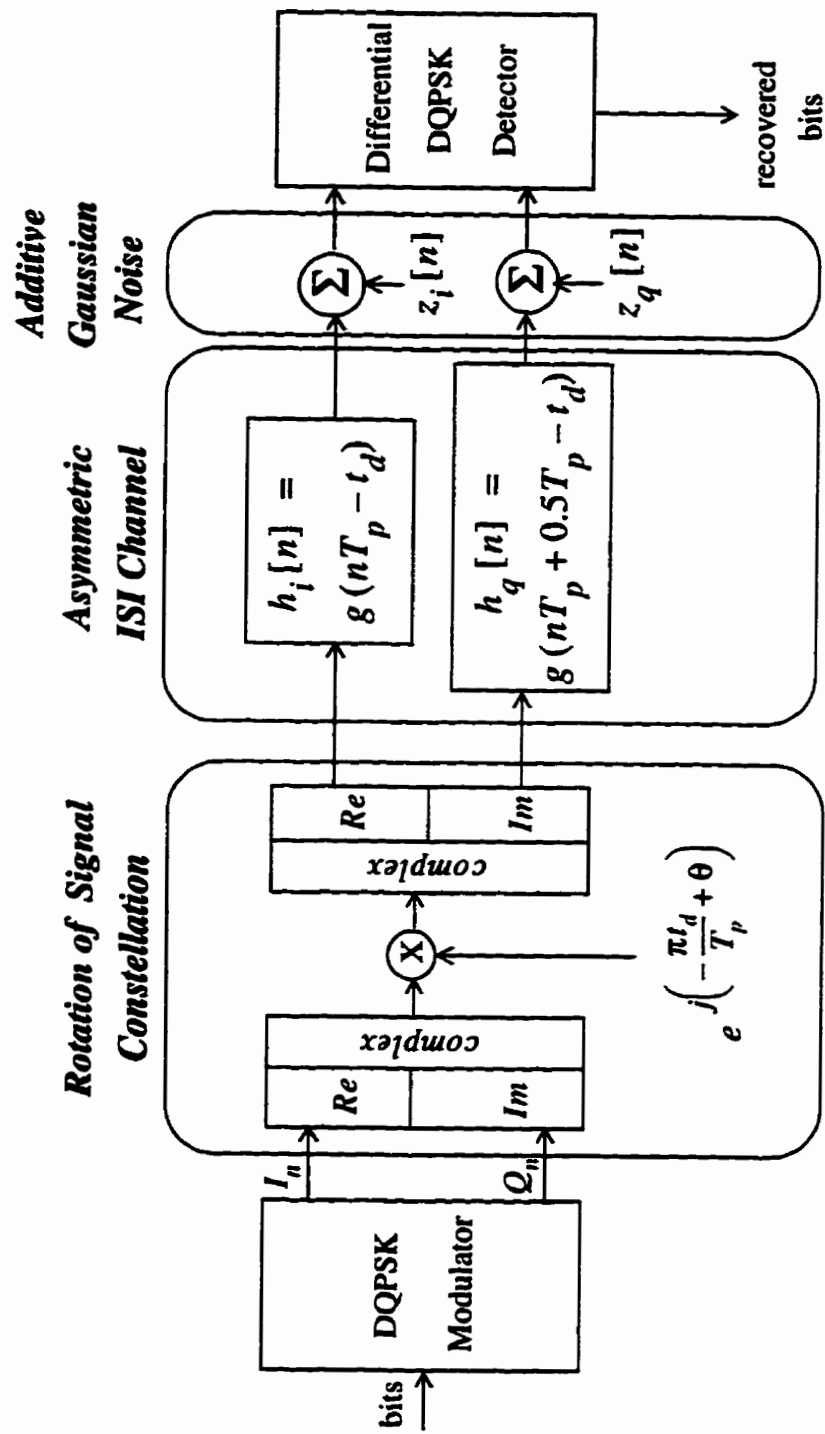 Rotation of Signal
Constellation
Asymmetric
ISI Channel
Additive
Gaussian
Noise
bits
DQPSK
Modulator
I_n
Q_n
Re
Im
complex
X
e^{j(-\frac{πt_d}{T_p} + θ)}
complex
Re
Im
h_i [n] =
g (nT_p − t_d)
h_q [n] =
g (nT_p + 0.5T_p − t_d)
Σ
z_i [n]
Σ
z_q [n]
Differential
DQPSK
Detector
recovered
bits